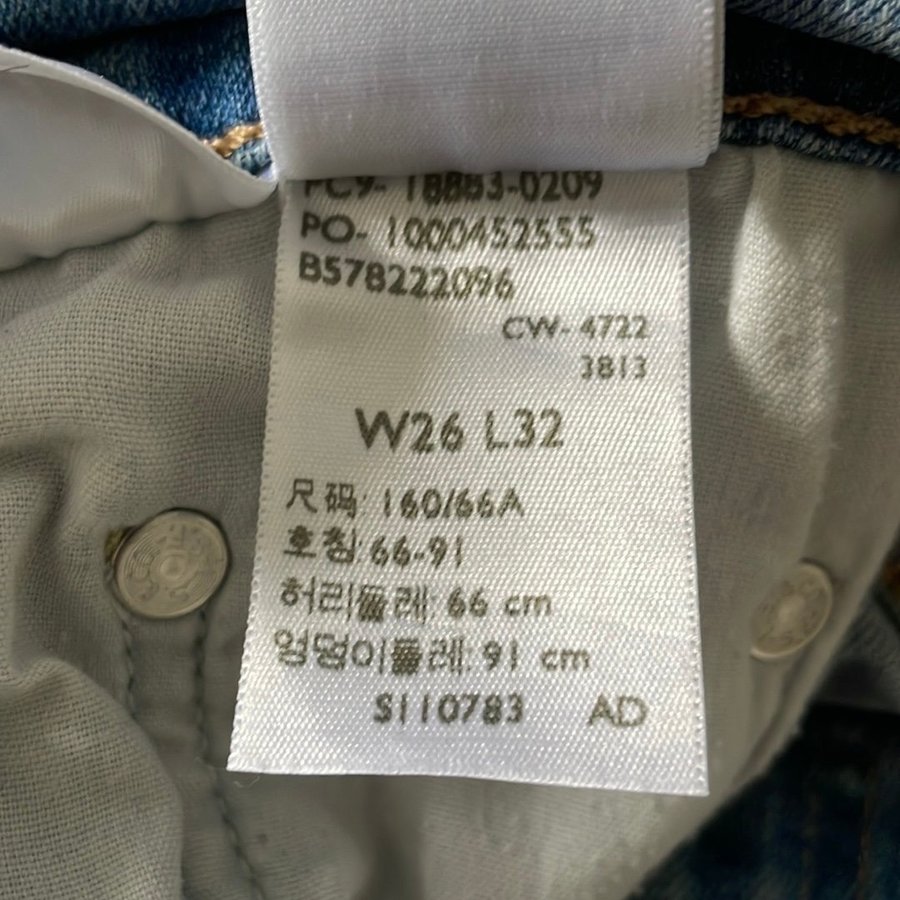 PC9- 18883-0209
PO- 1000452555
B578222096
CW- 4722
3813
W26 L32
尺码: 160/66A
호칭: 66-91
허리둘레: 66 cm
엉덩이둘레: 91 cm
S110783 AD